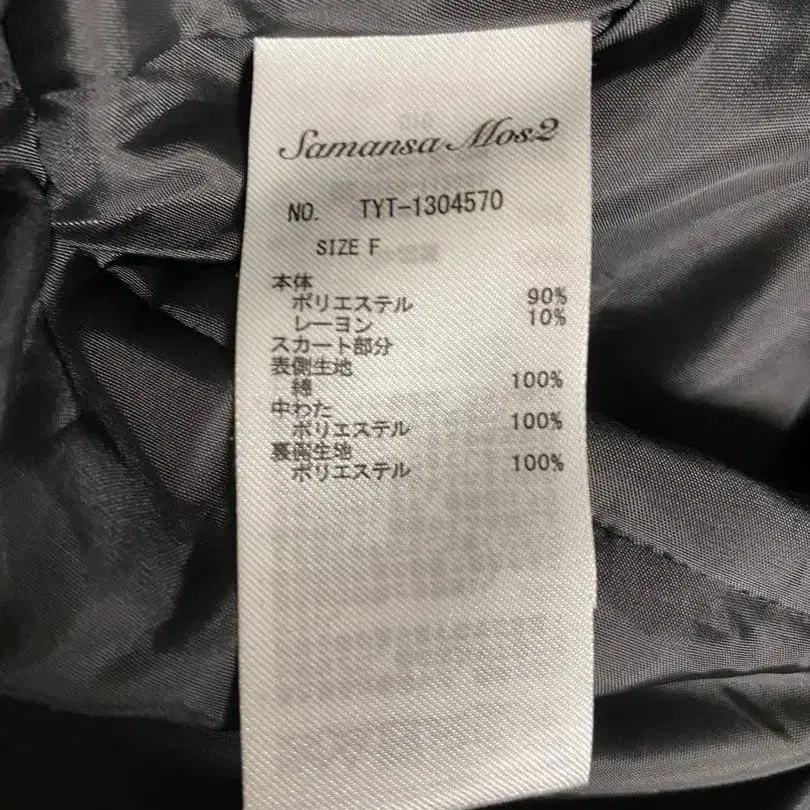 Samansa Mos2
NO. TYT-1304570
SIZE F
本体
ポリエステル 90%
レーヨン 10%
スカート部分
表側生地
綿 100%
中わた
ポリエステル 100%
裏側生地
ポリエステル 100%